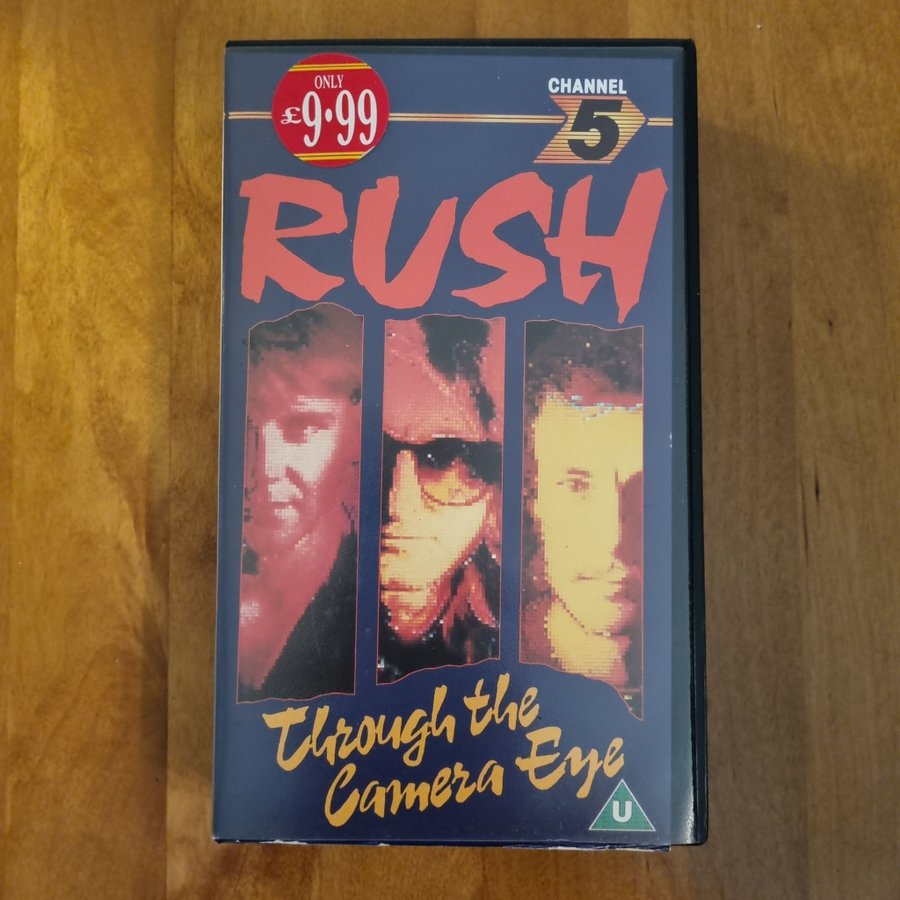 ONLY
£9.99
CHANNEL
5
RUSH
Through the
Camera Eye
U